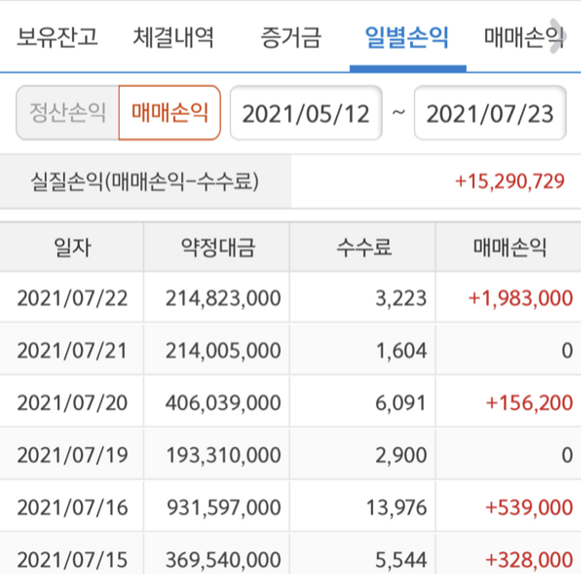 보유잔고 체결내역 증거금 일별손익 매매손익
정산손익 매매손익 2021/05/12 ~ 2021/07/23
실질손익(매매손익-수수료) +15,290,729
일자 약정대금 수수료 매매손익
2021/07/22 214,823,000 3,223 +1,983,000
2021/07/21 214,005,000 1,604 0
2021/07/20 406,039,000 6,091 +156,200
2021/07/19 193,310,000 2,900 0
2021/07/16 931,597,000 13,976 +539,000
2021/07/15 369,540,000 5,544 +328,000